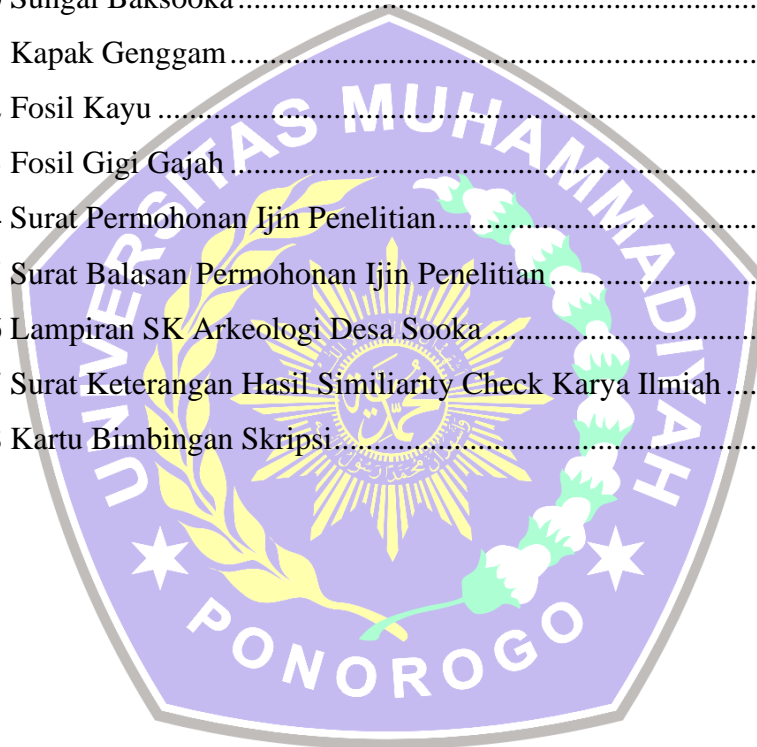 Sungai Baksooka
Kapak Genggam
Fosil Kayu
Fosil Gigi Gajah
Surat Permohonan Ijin Penelitian
Surat Balasan Permohonan Ijin Penelitian
Lampiran SK Arkeologi Desa Sooka
Surat Keterangan Hasil Similiarity Check Karya Ilmiah
Kartu Bimbingan Skripsi
UNIVERSITAS MUHAMMADIYAH
PONOROGO